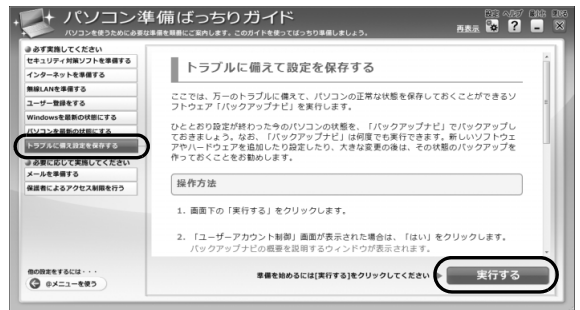 パソコン準備ばっちりガイド
パソコンを使うために必要な準備を順番にご案内します。このガイドを使ってばっちり準備しましょう。
再表示 設定 ヘルプ 最小化 閉じる
必ず実施してください
セキュリティ対策ソフトを準備する
インターネットを準備する
無線LANを準備する
ユーザー登録をする
Windowsを最新の状態にする
パソコンを最新の状態にする
トラブルに備え設定を保存する
必要に応じて実施してください
メールを準備する
保護者によるアクセス制限を行う
トラブルに備えて設定を保存する
ここでは、万一のトラブルに備えて、パソコンの正常な状態を保存しておくことができるソ
フトウェア「バックアップナビ」を実行します。
ひととおり設定が終わった今のパソコンの状態を、「バックアップナビ」でバックアップし
ておきましょう。なお、「バックアップナビ」は何度でも実行できます。新しいソフトウェ
アやハードウェアを追加したり設定したり、大きな変更の後は、その状態のバックアップを
作っておくことをお勧めします。
操作方法
1. 画面下の「実行する」をクリックします。
2. 「ユーザーアカウント制御」画面が表示された場合は、「はい」をクリックします。
バックアップナビの概要を説明するウィンドウが表示されます。
他の設定をするには・・・
@メニューを使う
準備を始めるには[実行する]をクリックしてください
実行する